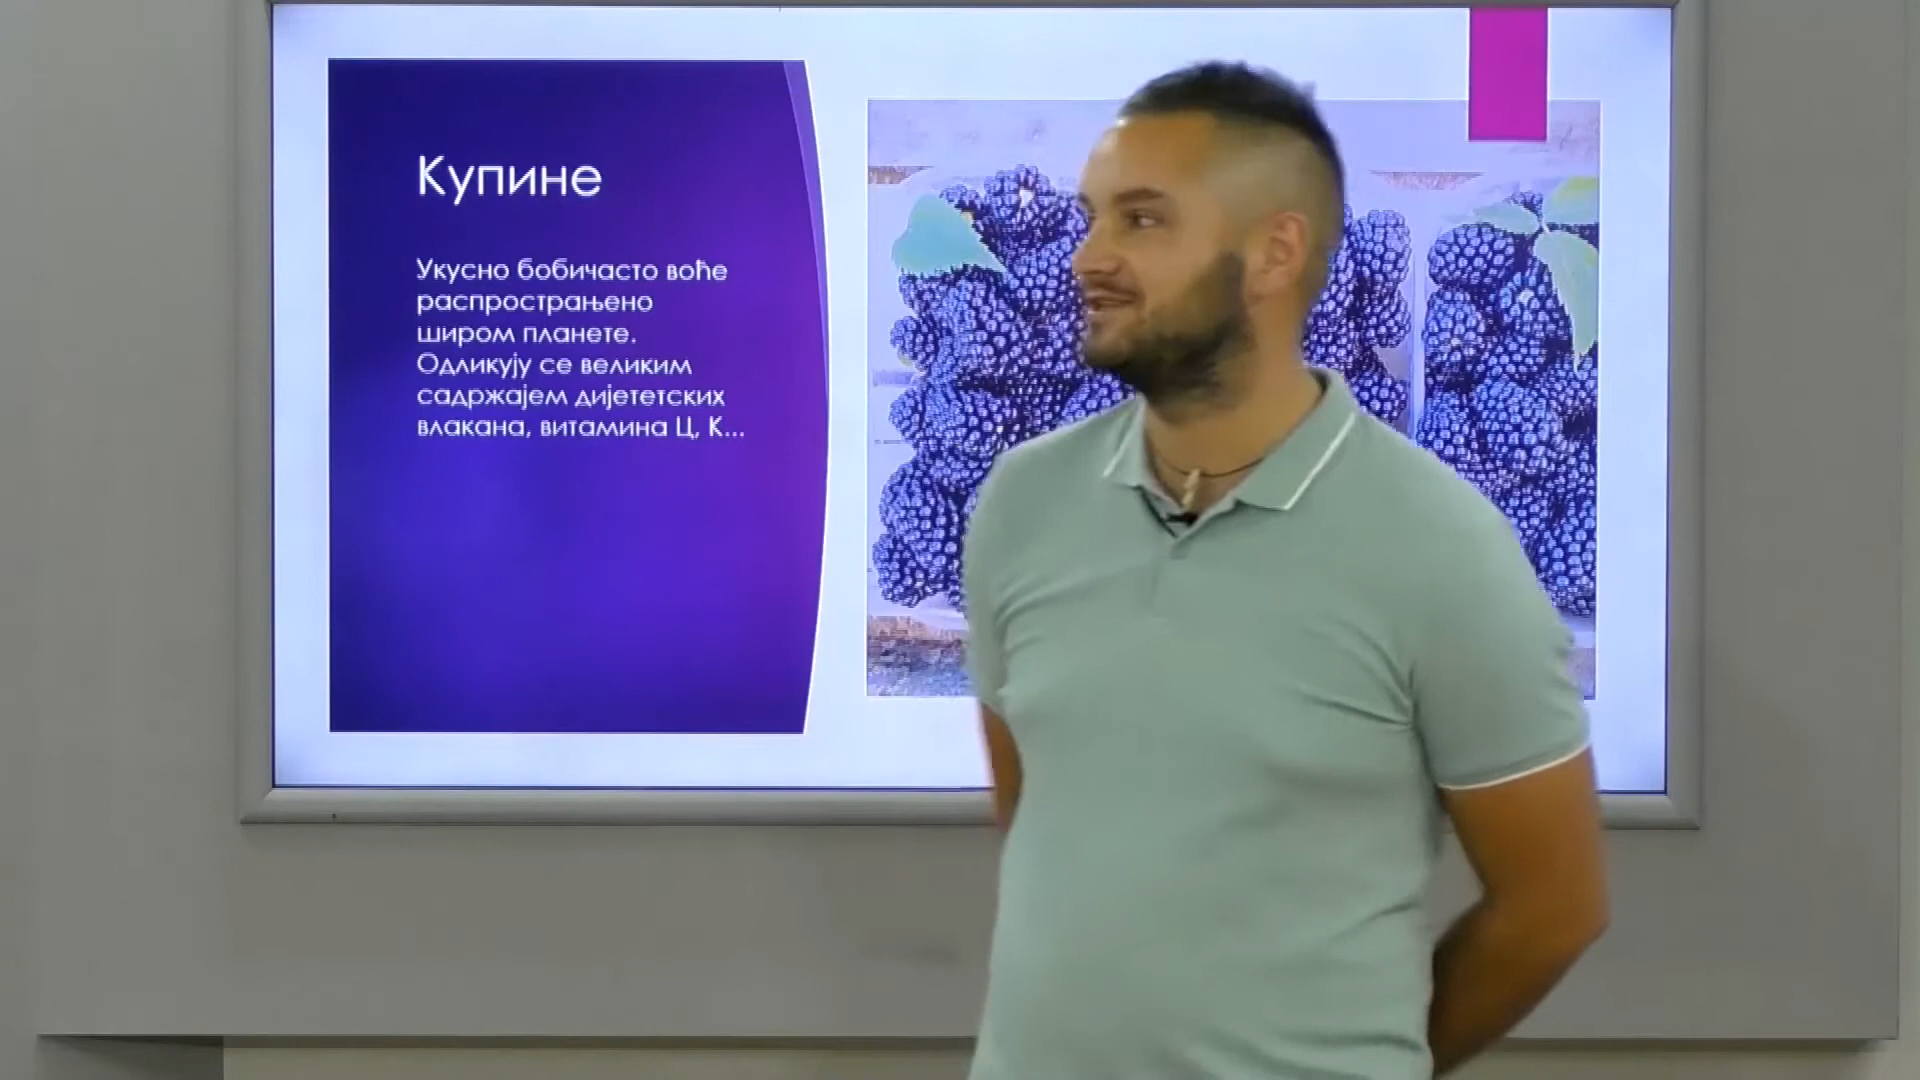 Купине
Укусно бобичасто воће
распрострањено
широм планете.
Одликују се великим
садржајем дијететских
влакана, витамина Ц, К...